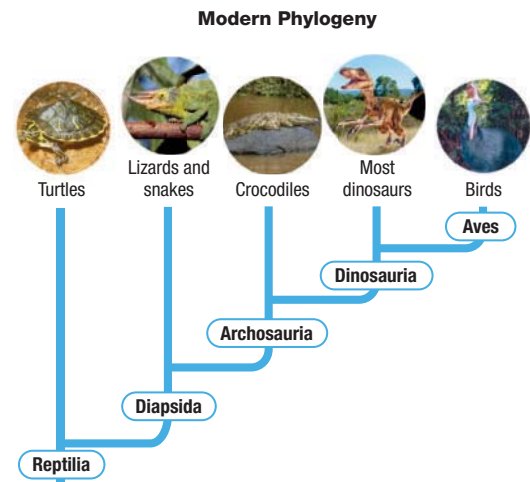 Modern Phylogeny
Turtles
Lizards and
snakes
Crocodiles
Most
dinosaurs
Birds
Aves
Dinosauria
Archosauria
Diapsida
Reptilia